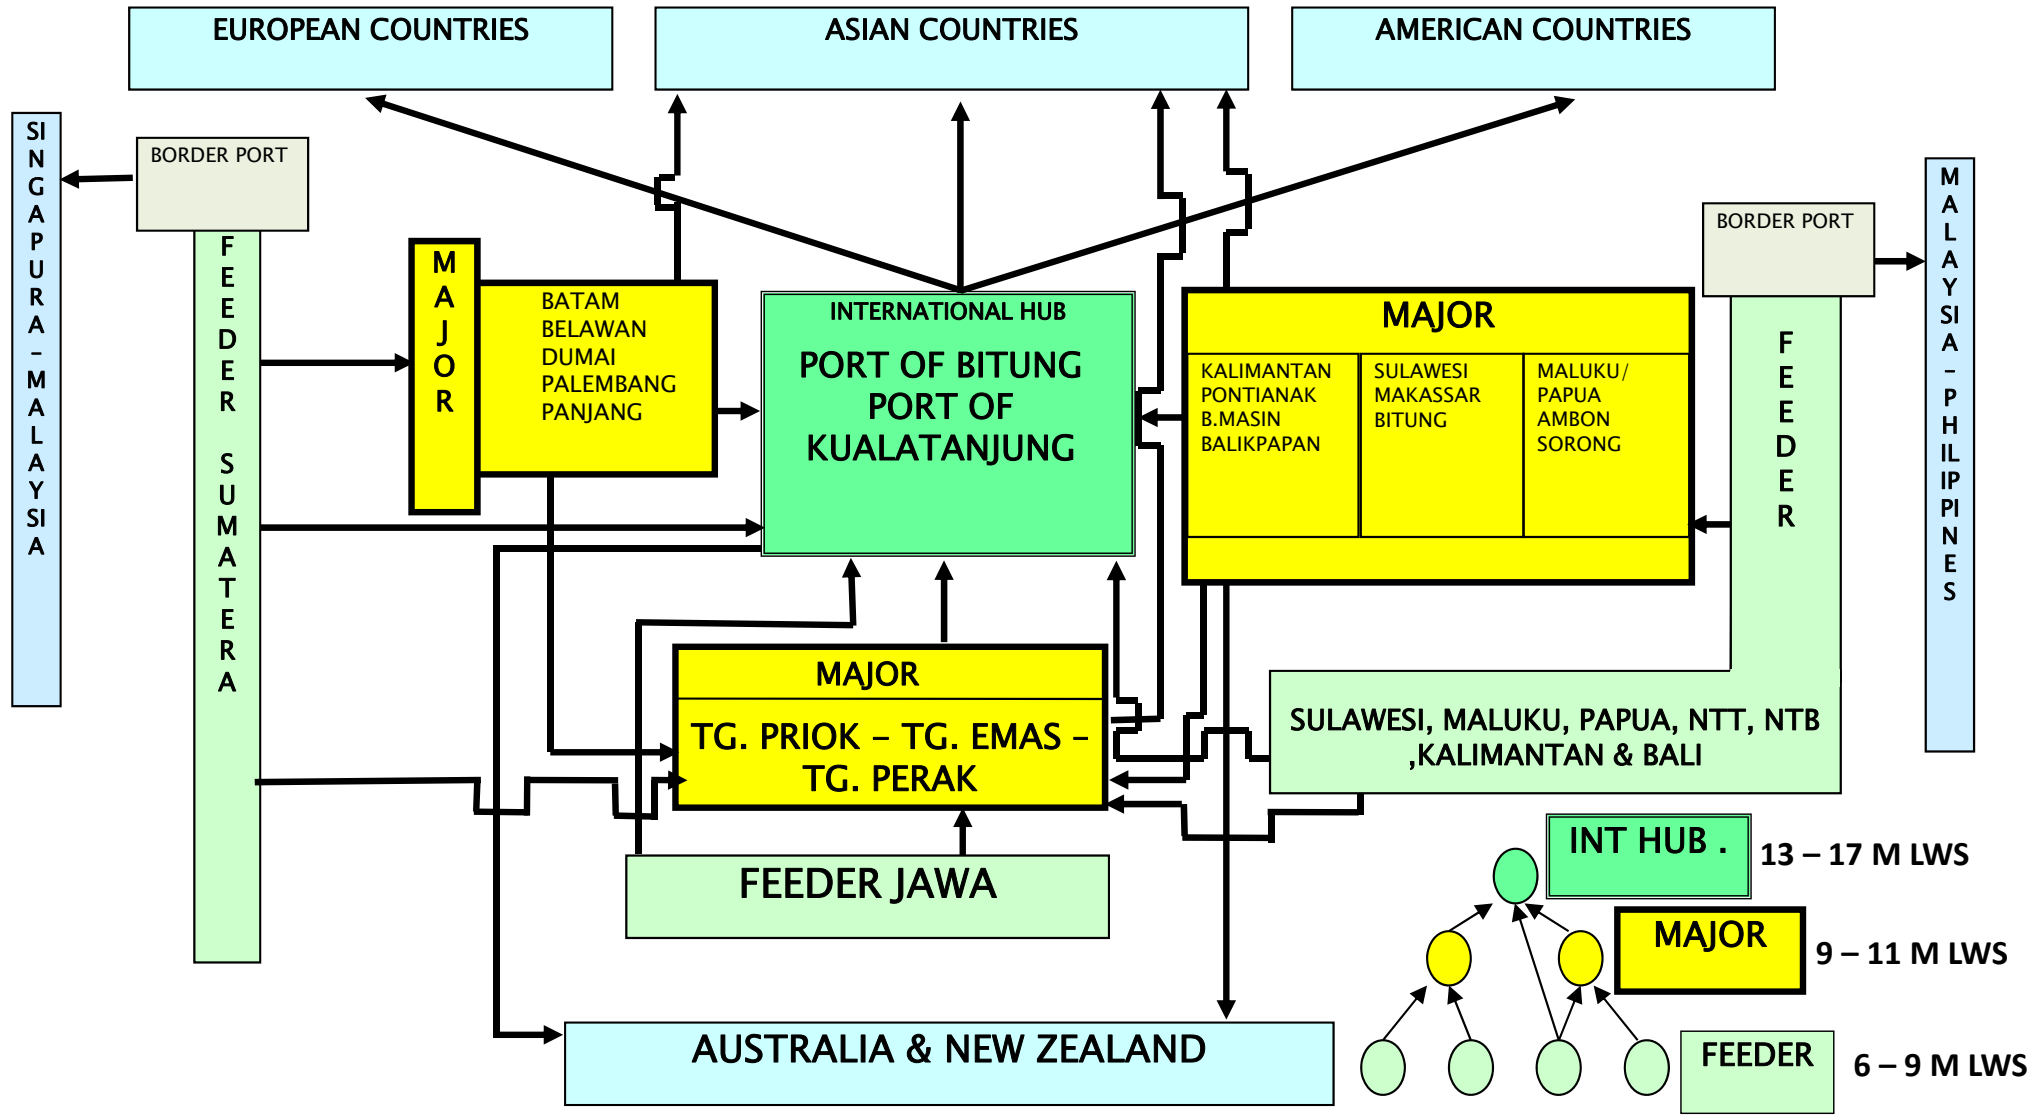 EUROPEAN COUNTRIES
ASIAN COUNTRIES
AMERICAN COUNTRIES
SINGAPURA – MALAYSIA
BORDER PORT
FEEDER SUMATERA
MAJOR
BATAM
BELAWAN
DUMAI
PALEMBANG
PANJANG
INTERNATIONAL HUB
PORT OF BITUNG
PORT OF
KUALATANJUNG
MAJOR
KALIMANTAN
PONTIANAK
B.MASIN
BALIKPAPAN
SULAWESI
MAKASSAR
BITUNG
MALUKU/
PAPUA
AMBON
SORONG
BORDER PORT
FEEDER
MALAYSIA – PHILIPPINES
MAJOR
TG. PRIOK – TG. EMAS –
TG. PERAK
SULAWESI, MALUKU, PAPUA, NTT, NTB
,KALIMANTAN & BALI
FEEDER JAWA
AUSTRALIA & NEW ZEALAND
INT HUB .
13 – 17 M LWS
MAJOR
9 – 11 M LWS
FEEDER
6 – 9 M LWS